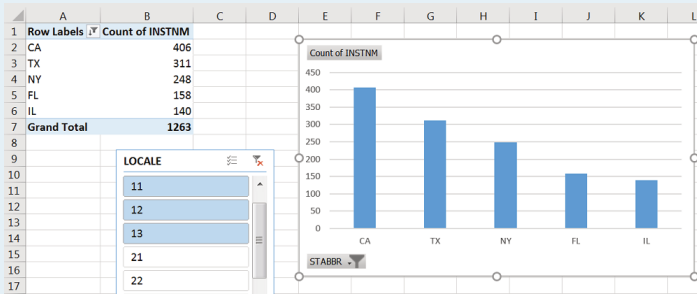 A B C D E F G H I J K L
1 Row Labels Count of INSTNM
2 CA 406
3 TX 311
4 NY 248
5 FL 158
6 IL 140
7 Grand Total 1263
8
9
10
11
12
13
14
15
16
17
LOCALE
11
12
13
21
22
Count of INSTNM
450
400
350
300
250
200
150
100
50
0
CA TX NY FL IL
STABBR